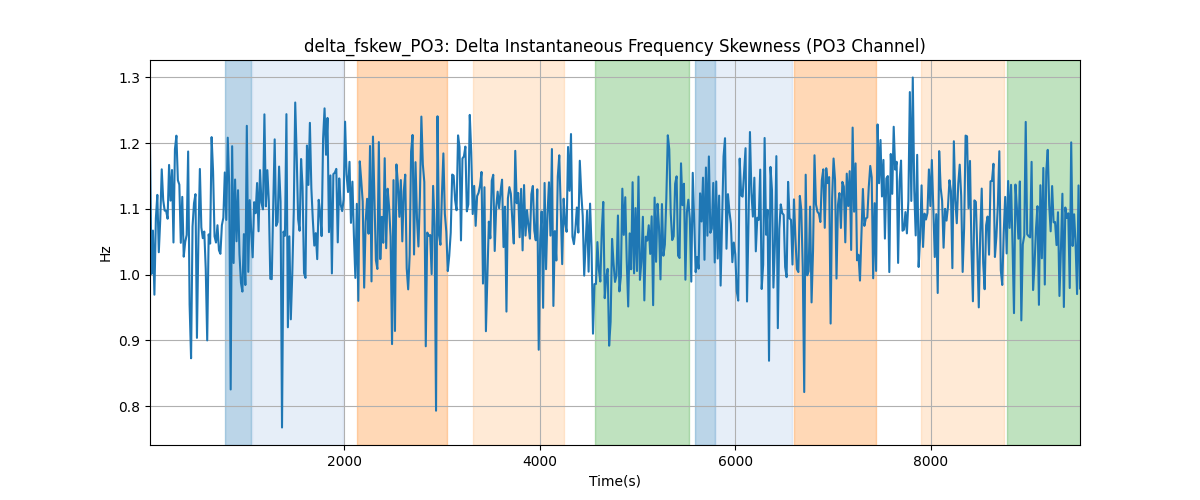 delta_fskew_PO3: Delta Instantaneous Frequency Skewness (PO3 Channel)
1.3
1.2
1.1
1.0
0.9
0.8
Hz
2000 4000 6000 8000
Time(s)